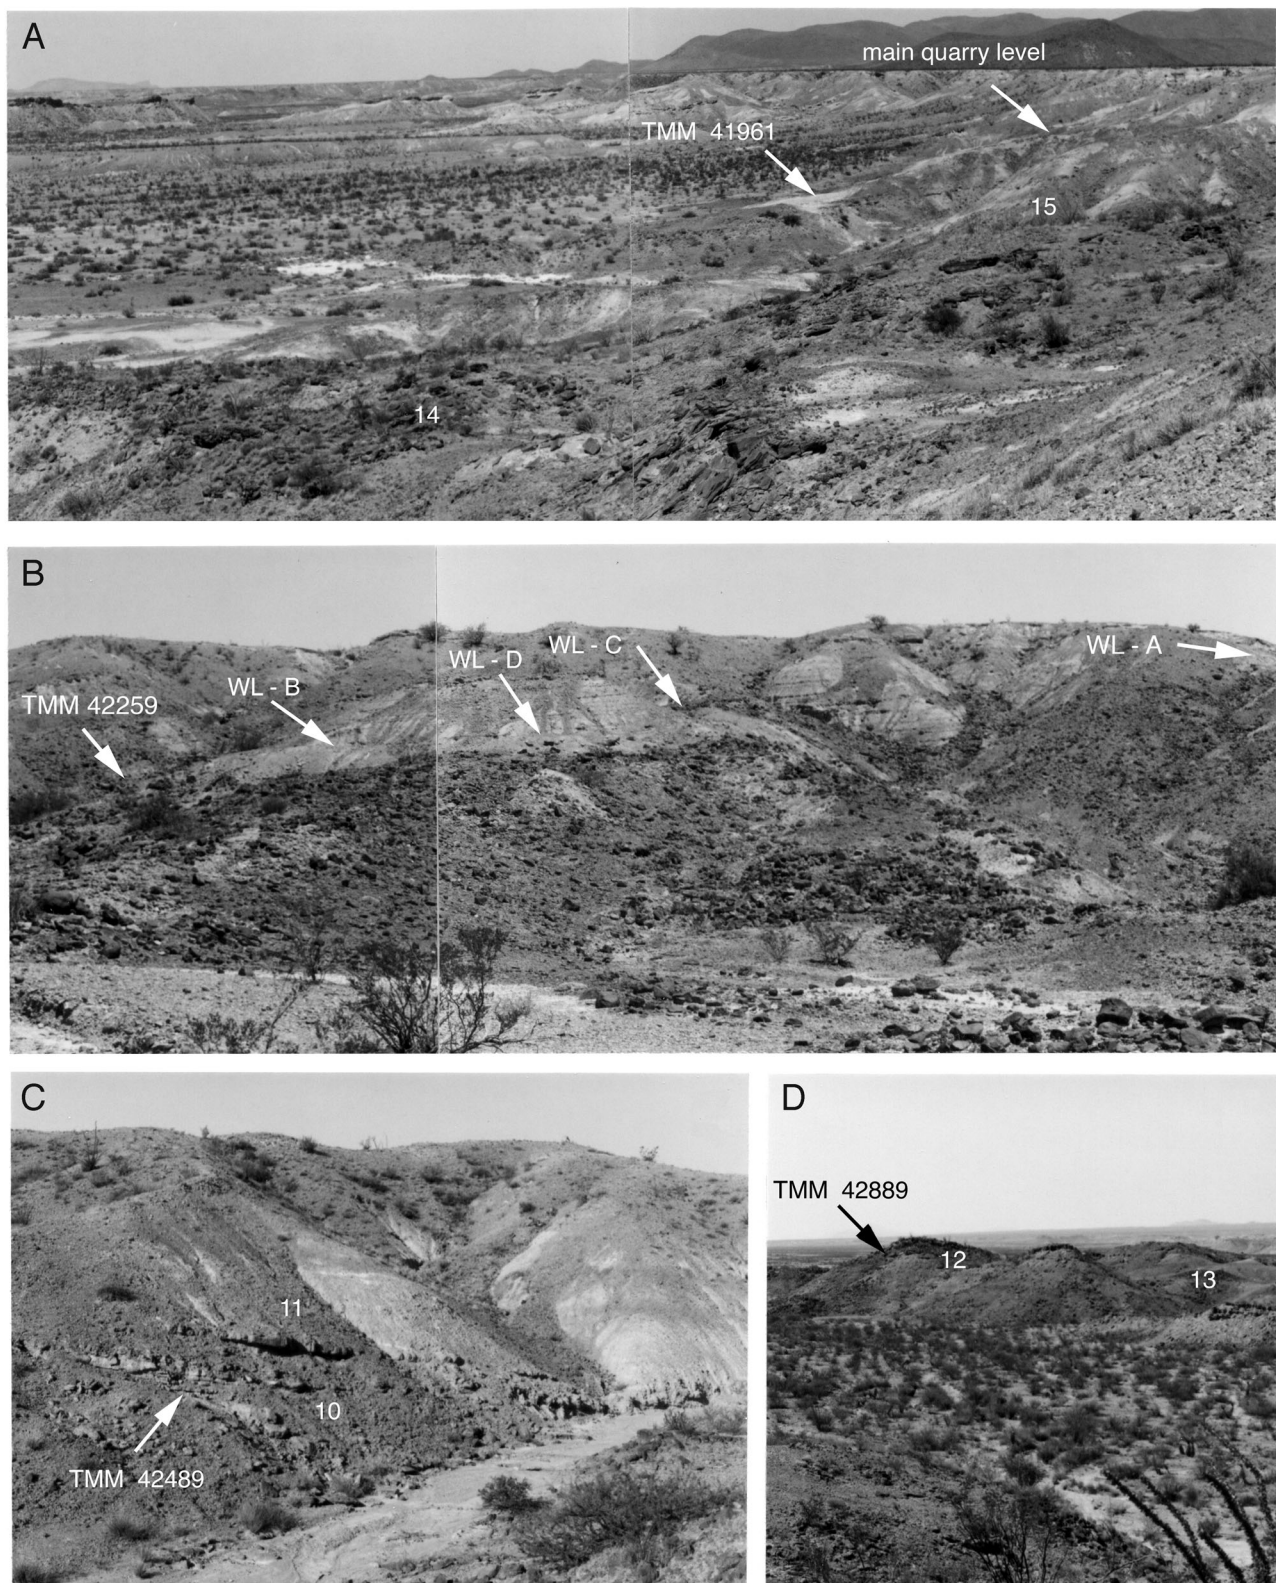 A
main quarry level
TMM 41961
15
14
B
WL - C
WL - A
WL - D
WL - B
TMM 42259
C
11
10
TMM 42489
D
TMM 42889
12
13